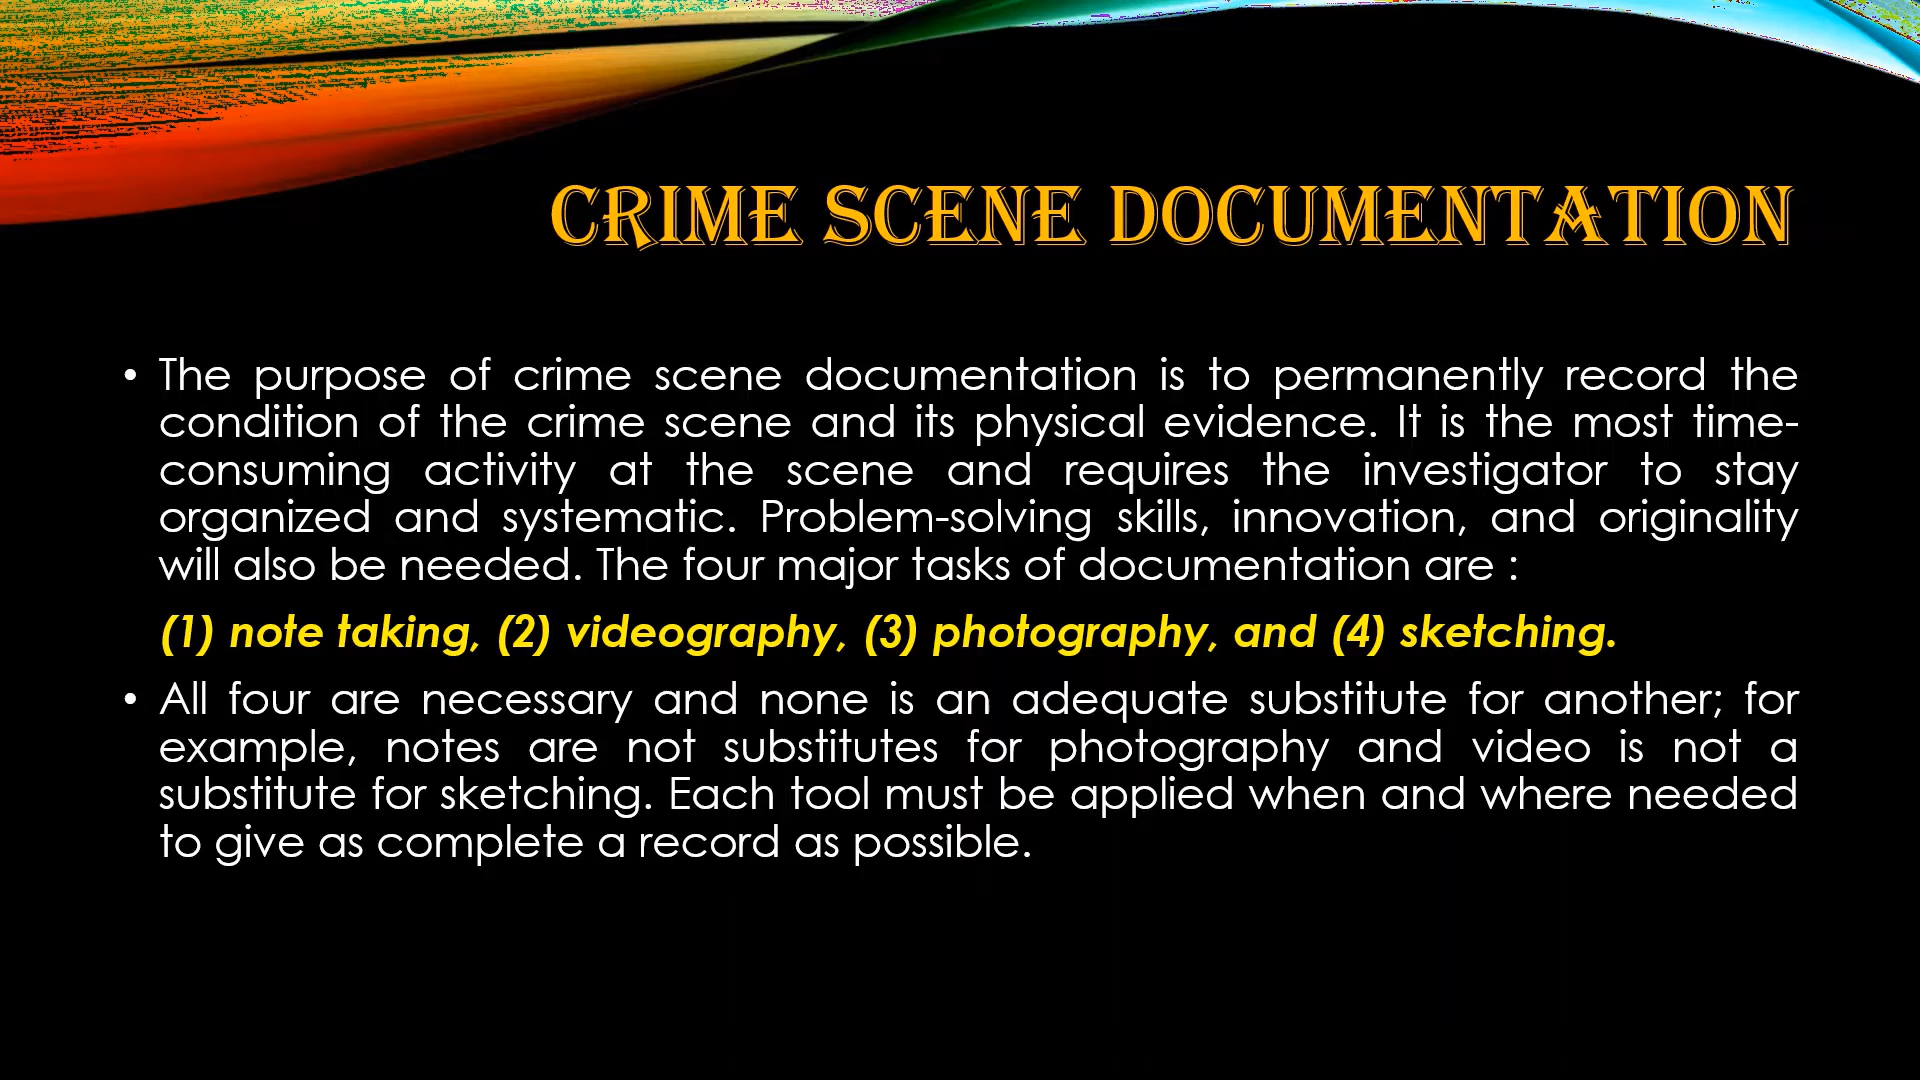 CRIME SCENE DOCUMENTATION
• The purpose of crime scene documentation is to permanently record the
condition of the crime scene and its physical evidence. It is the most time-
consuming activity at the scene and requires the investigator to stay
organized and systematic. Problem-solving skills, innovation, and originality
will also be needed. The four major tasks of documentation are :
(1) note taking, (2) videography, (3) photography, and (4) sketching.
• All four are necessary and none is an adequate substitute for another; for
example, notes are not substitutes for photography and video is not a
substitute for sketching. Each tool must be applied when and where needed
to give as complete a record as possible.